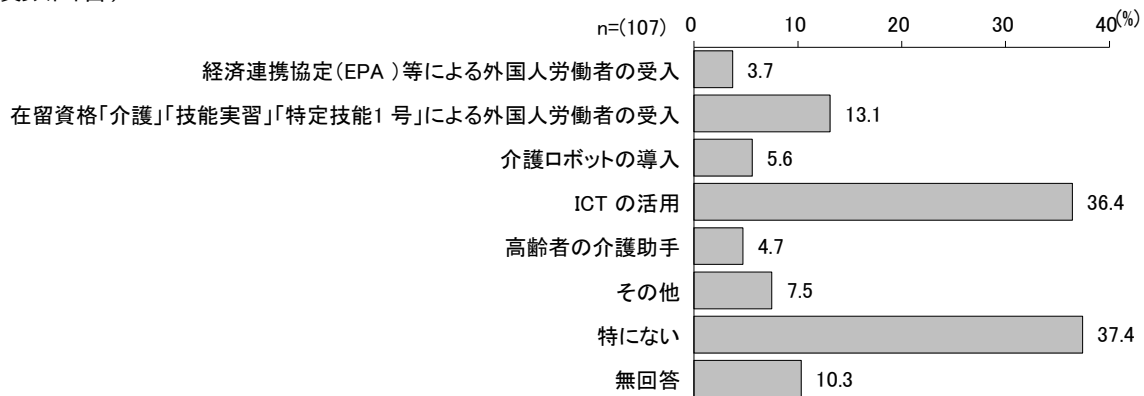 n=(107) 0 10 20 30 40(%)
経済連携協定(EPA )等による外国人労働者の受入 3.7
在留資格「介護」「技能実習」「特定技能1 号」による外国人労働者の受入 13.1
介護ロボットの導入 5.6
ICT の活用 36.4
高齢者の介護助手 4.7
その他 7.5
特にない 37.4
無回答 10.3